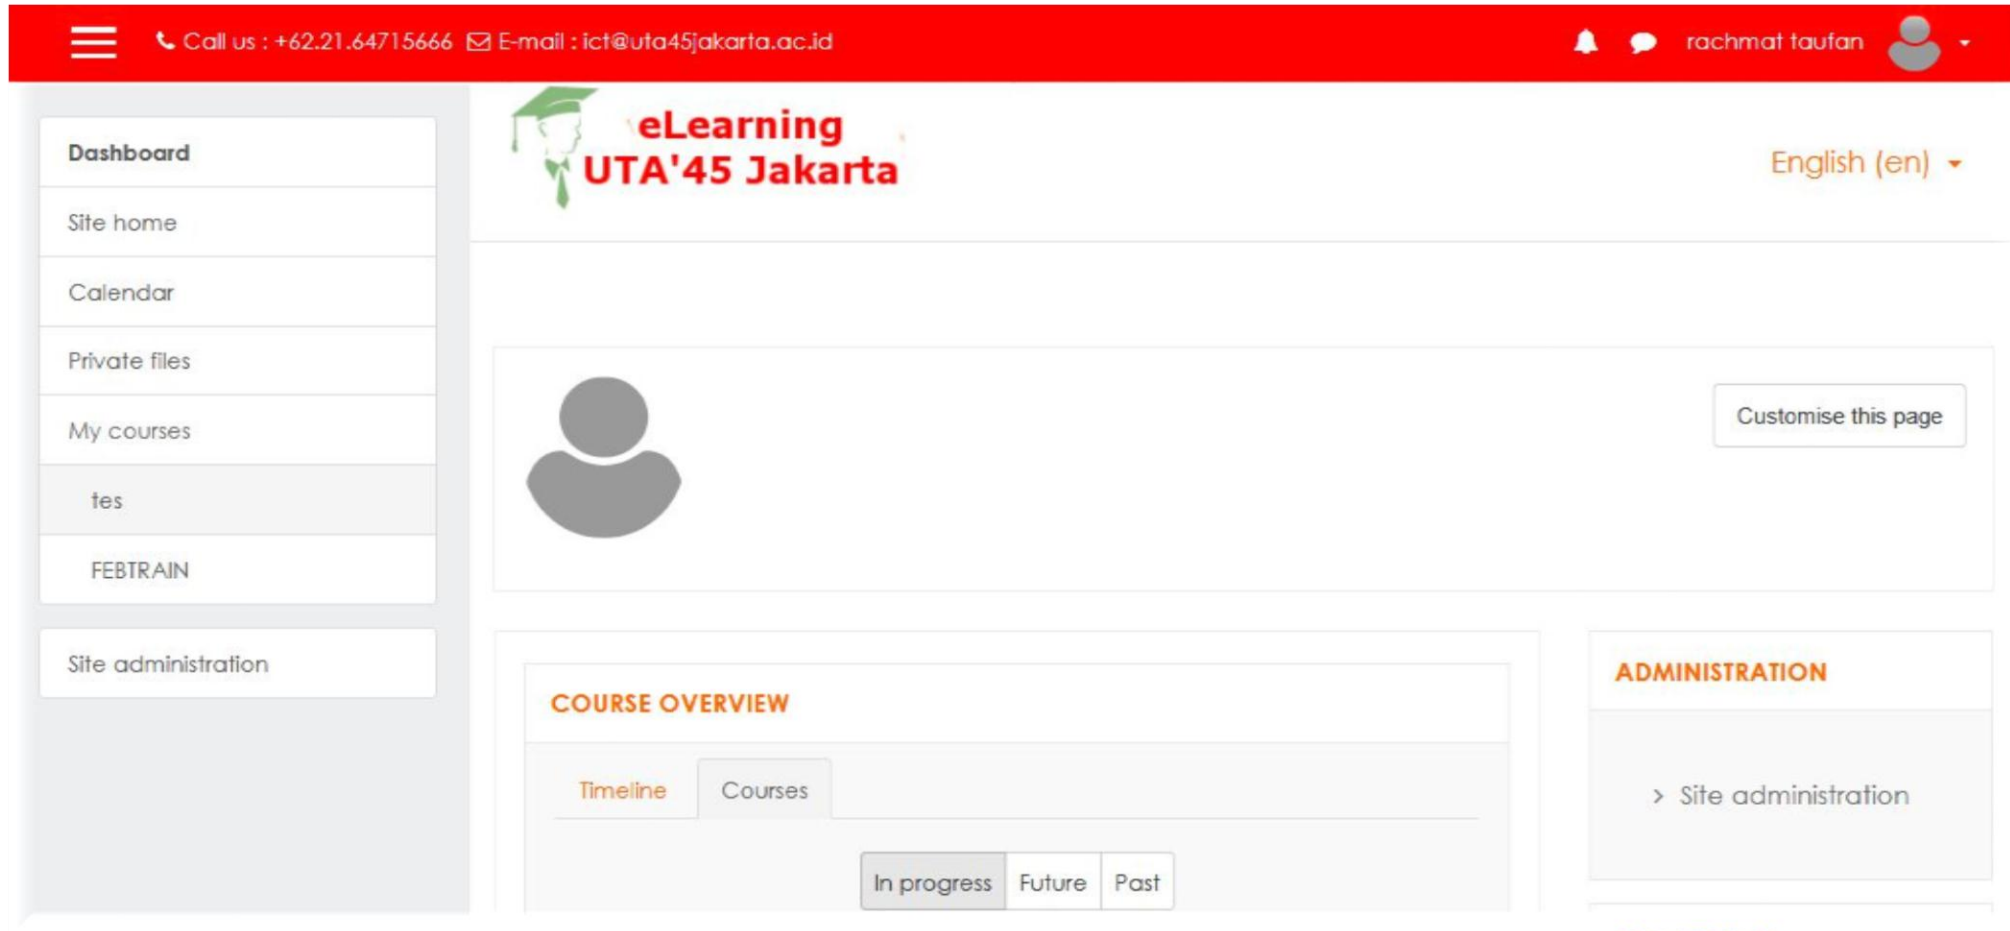 Call us : +62.21.64715666 E-mail : ict@uta45jakarta.ac.id
rachmat taufan
Dashboard
Site home
Calendar
Private files
My courses
tes
FEBTRAIN
Site administration
eLearning
UTA'45 Jakarta
English (en)
Customise this page
COURSE OVERVIEW
Timeline Courses
In progress Future Past
ADMINISTRATION
> Site administration